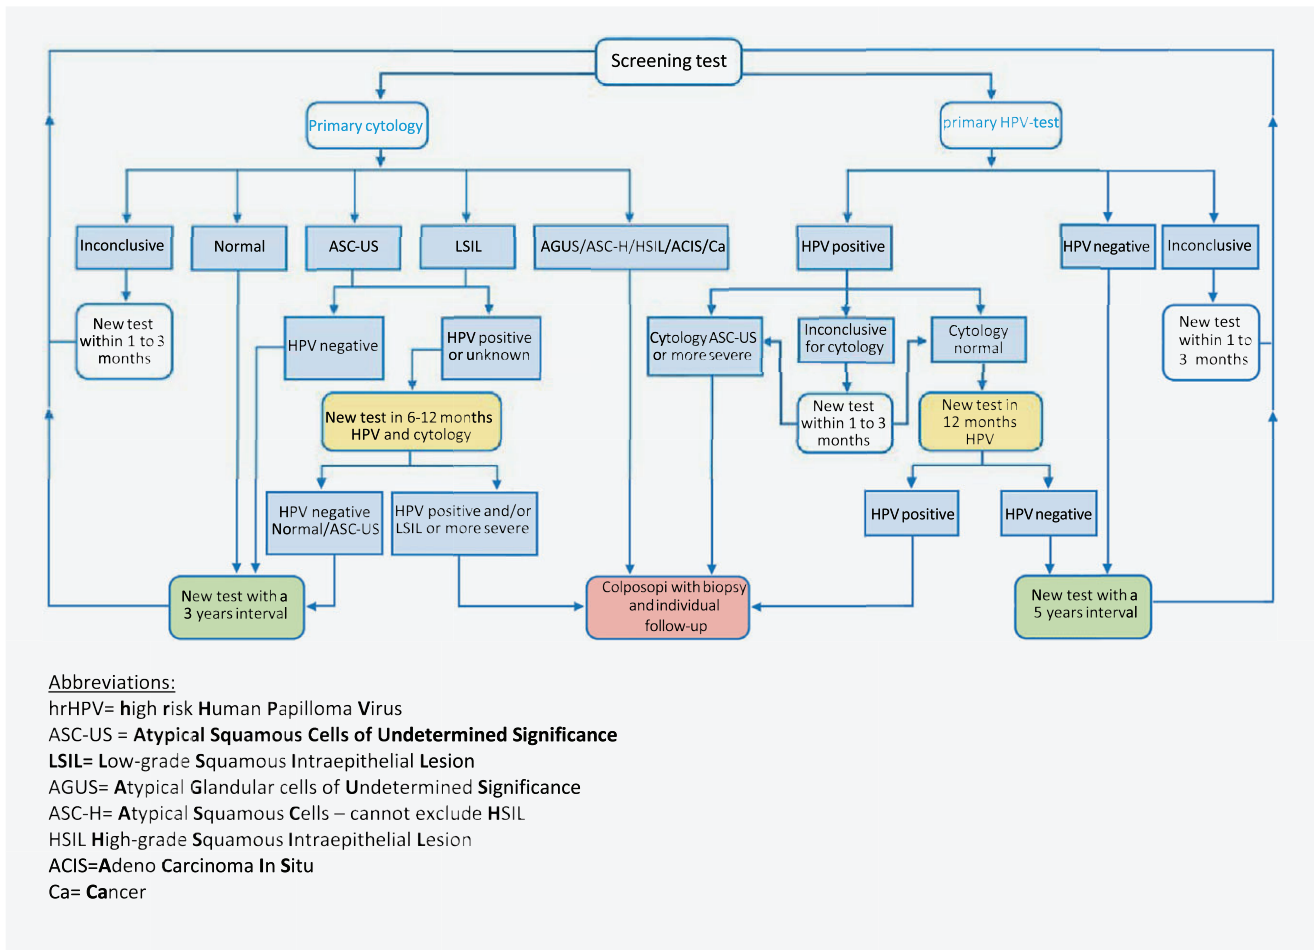 Screening test
Primary cytology
primary HPV-test
Inconclusive
Normal
ASC-US
LSIL
AGUS/ASC-H/HSIL/ACIS/Ca
HPV positive
HPV negative
Inconclusive
New test
within 1 to 3
months
HPV negative
HPV positive
or unknown
Cytology ASC-US
or more severe
Inconclusive
for cytology
Cytology
normal
New test
within 1 to
3 months
New test in 6-12 months
HPV and cytology
New test
within 1 to 3
months
New test in
12 months
HPV
HPV negative
Normal/ASC-US
HPV positive and/or
LSIL or more severe
HPV positive
HPV negative
New test with a
3 years interval
Colposopi with biopsy
and individual
follow-up
New test with a
5 years interval
Abbreviations:
hrHPV= high risk Human Papilloma Virus
ASC-US = Atypical Squamous Cells of Undetermined Significance
LSIL= Low-grade Squamous Intraepithelial Lesion
AGUS= Atypical Glandular cells of Undetermined Significance
ASC-H= Atypical Squamous Cells – cannot exclude HSIL
HSIL High-grade Squamous Intraepithelial Lesion
ACIS=Adeno Carcinoma In Situ
Ca= Cancer